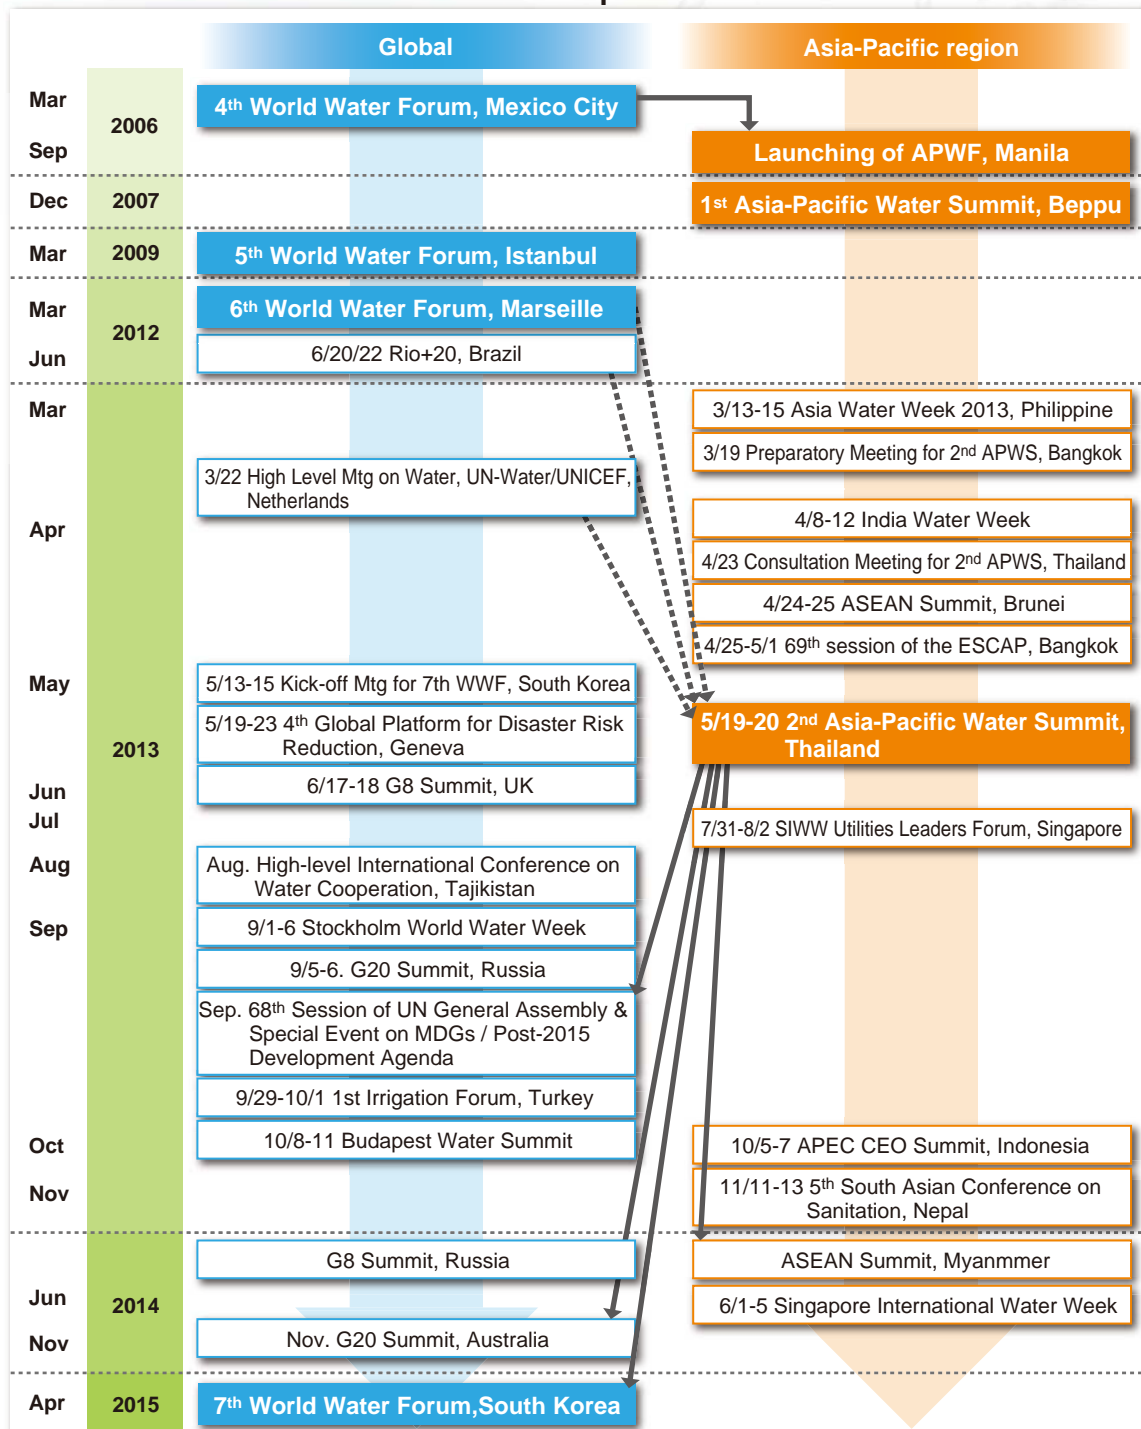 Global
Asia-Pacific region
Mar
2006
4th World Water Forum, Mexico City
Sep
Launching of APWF, Manila
Dec
2007
1st Asia-Pacific Water Summit, Beppu
Mar
2009
5th World Water Forum, Istanbul
Mar
6th World Water Forum, Marseille
2012
Jun
6/20/22 Rio+20, Brazil
Mar
3/13-15 Asia Water Week 2013, Philippine
3/19 Preparatory Meeting for 2nd APWS, Bangkok
3/22 High Level Mtg on Water, UN-Water/UNICEF,
Netherlands
Apr
4/8-12 India Water Week
4/23 Consultation Meeting for 2nd APWS, Thailand
4/24-25 ASEAN Summit, Brunei
4/25-5/1 69th session of the ESCAP, Bangkok
May
5/13-15 Kick-off Mtg for 7th WWF, South Korea
5/19-23 4th Global Platform for Disaster Risk
Reduction, Geneva
5/19-20 2nd Asia-Pacific Water Summit,
Thailand
2013
Jun
6/17-18 G8 Summit, UK
Jul
7/31-8/2 SIWW Utilities Leaders Forum, Singapore
Aug
Aug. High-level International Conference on
Water Cooperation, Tajikistan
Sep
9/1-6 Stockholm World Water Week
9/5-6. G20 Summit, Russia
Sep. 68th Session of UN General Assembly &
Special Event on MDGs / Post-2015
Development Agenda
9/29-10/1 1st Irrigation Forum, Turkey
Oct
10/8-11 Budapest Water Summit
10/5-7 APEC CEO Summit, Indonesia
Nov
11/11-13 5th South Asian Conference on
Sanitation, Nepal
G8 Summit, Russia
ASEAN Summit, Myanmmer
Jun
2014
6/1-5 Singapore International Water Week
Nov
Nov. G20 Summit, Australia
Apr
2015
7th World Water Forum,South Korea